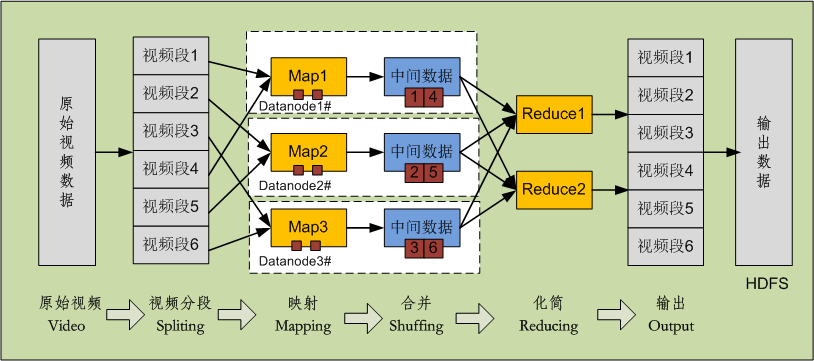 原始视频数据
视频段1
视频段2
视频段3
视频段4
视频段5
视频段6
Map1
Datanode1#
中间数据
1 4
Map2
Datanode2#
中间数据
2 5
Map3
Datanode3#
中间数据
3 6
Reduce1
Reduce2
视频段1
视频段2
视频段3
视频段4
视频段5
视频段6
输出数据
HDFS
原始视频
Video
视频分段
Spliting
映射
Mapping
合并
Shuffing
化简
Reducing
输出
Output